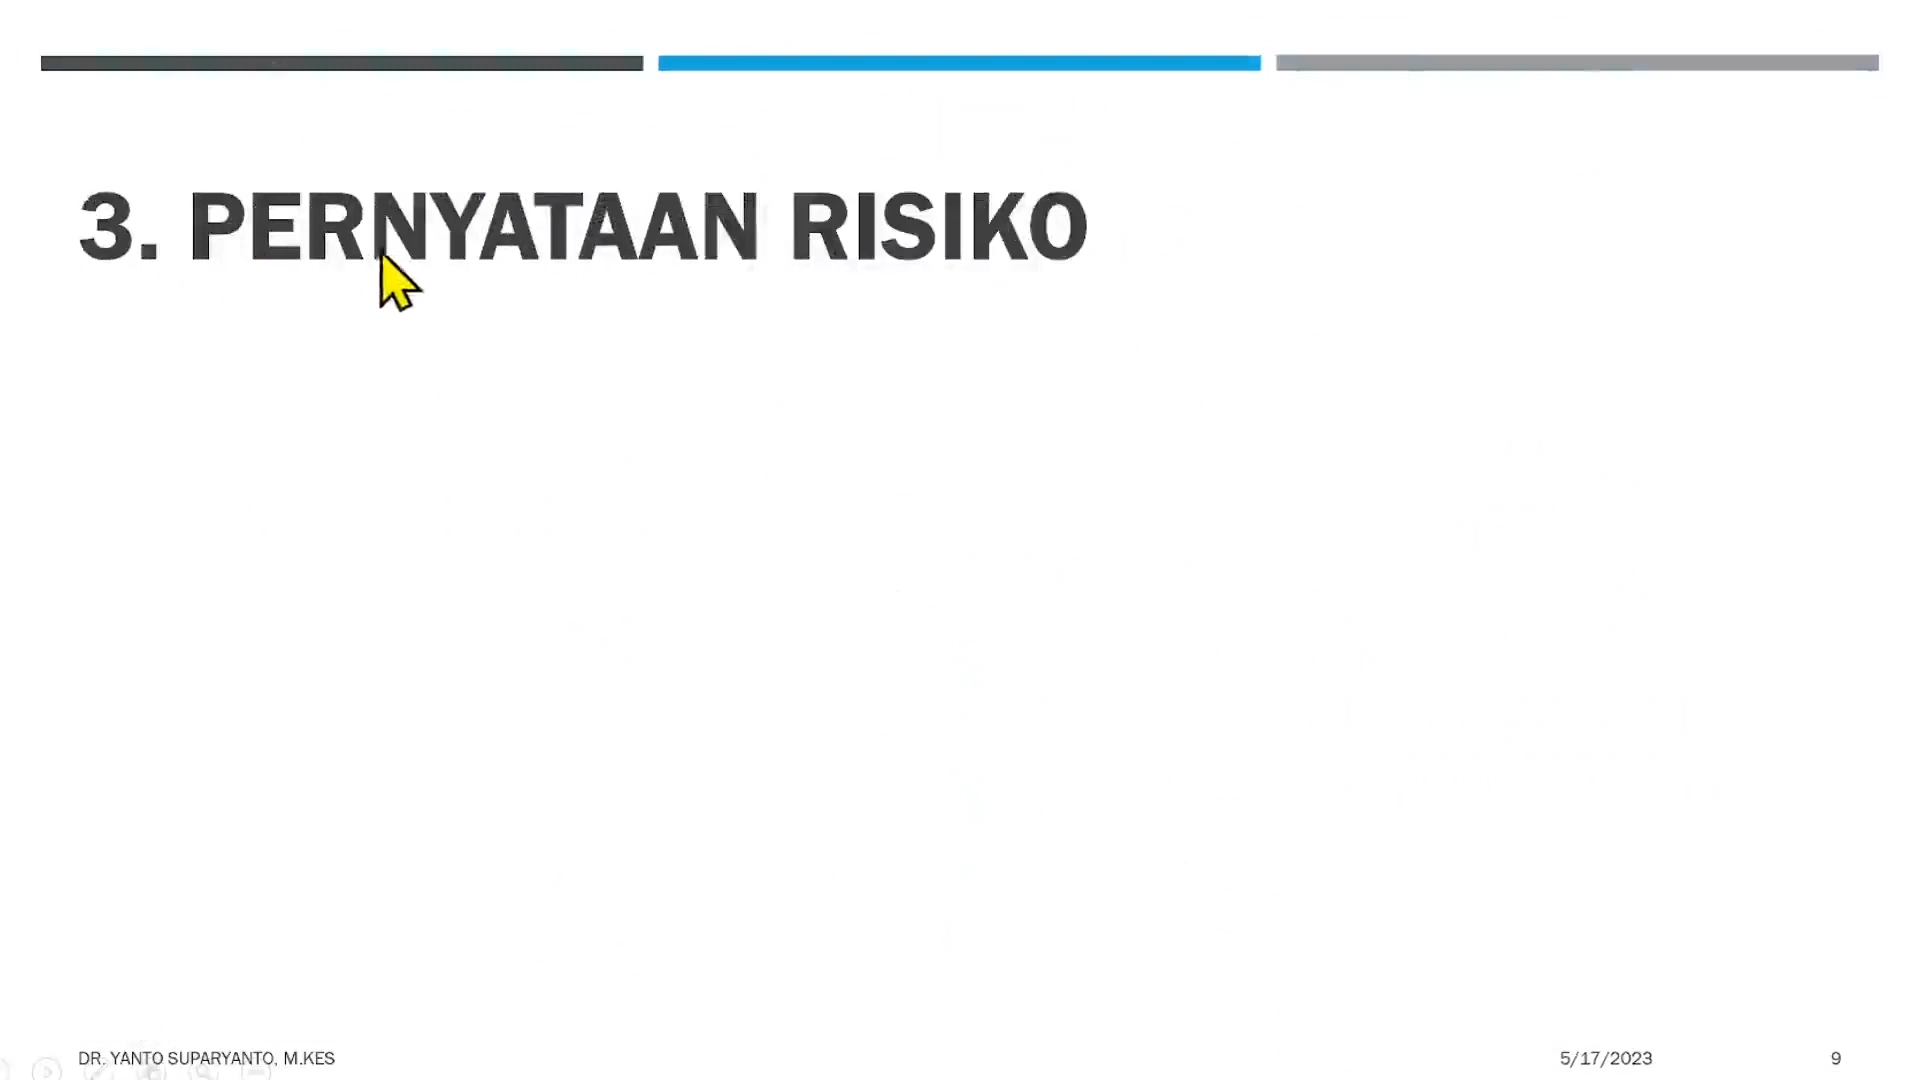 3. PERNYATAAN RISIKO
DR. YANTO SUPARYANTO, M.KES
5/17/2023
9